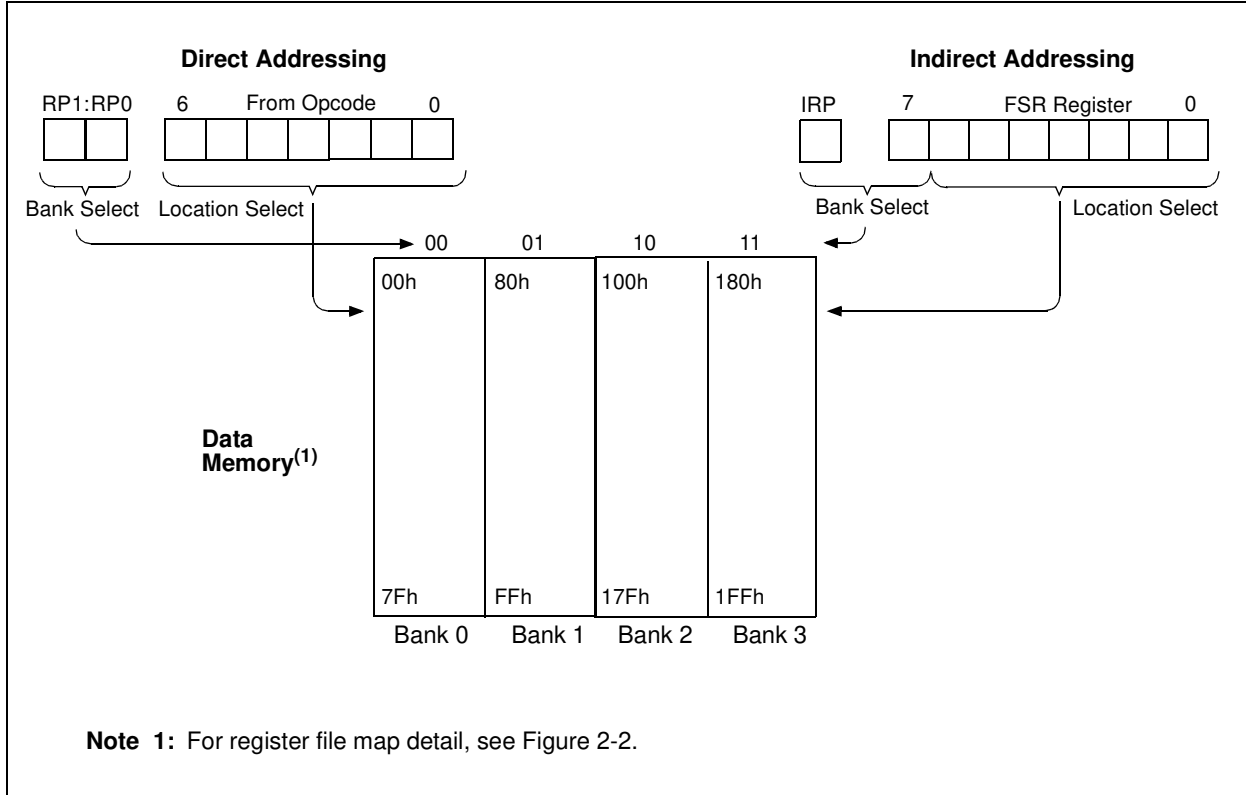 Direct Addressing
Indirect Addressing
RP1:RP0 6 From Opcode 0
IRP 7 FSR Register 0
Bank Select Location Select
Bank Select Location Select
00 01 10 11
00h 80h 100h 180h
Data
Memory(1)
7Fh FFh 17Fh 1FFh
Bank 0 Bank 1 Bank 2 Bank 3
Note 1: For register file map detail, see Figure 2-2.